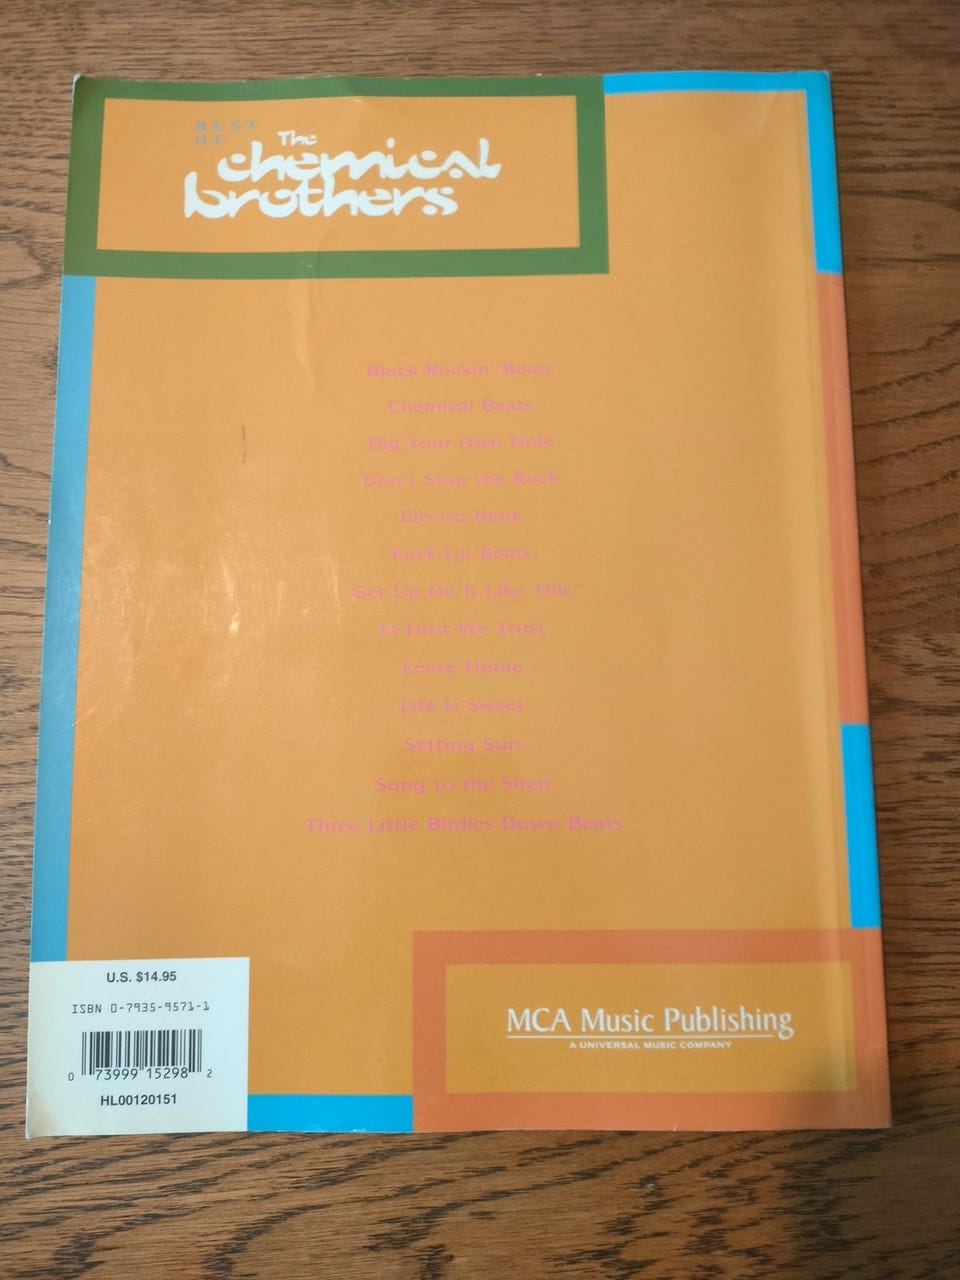 BEST
OF
The
chemical
brothers
Block Rockin' Beats
Chemical Beats
Dig Your Own Hole
Don't Stop the Rock
Electro Bank
Fuck Up Beats
Get Up On It Like This
In Dust We Trust
Leave Home
Life Is Sweet
Setting Sun
Song to the Siren
Three Little Birdies Down Beats
U.S. $14.95
ISBN 0-7935-9571-1
0 73999 15298 2
HL00120151
MCA Music Publishing
A UNIVERSAL MUSIC COMPANY